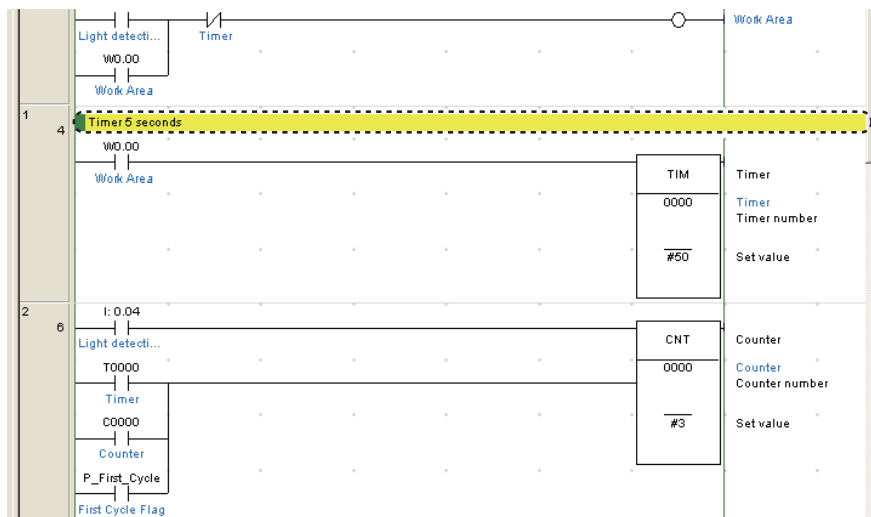 Light detecti...
Timer
Work Area
W0.00
Work Area
1
4
Timer 5 seconds
W0.00
Work Area
TIM
Timer
0000
Timer
Timer number
#50
Set value
2
6
I: 0.04
Light detecti...
CNT
Counter
T0000
Timer
0000
Counter
Counter number
C0000
Counter
#3
Set value
P_First_Cycle
First Cycle Flag